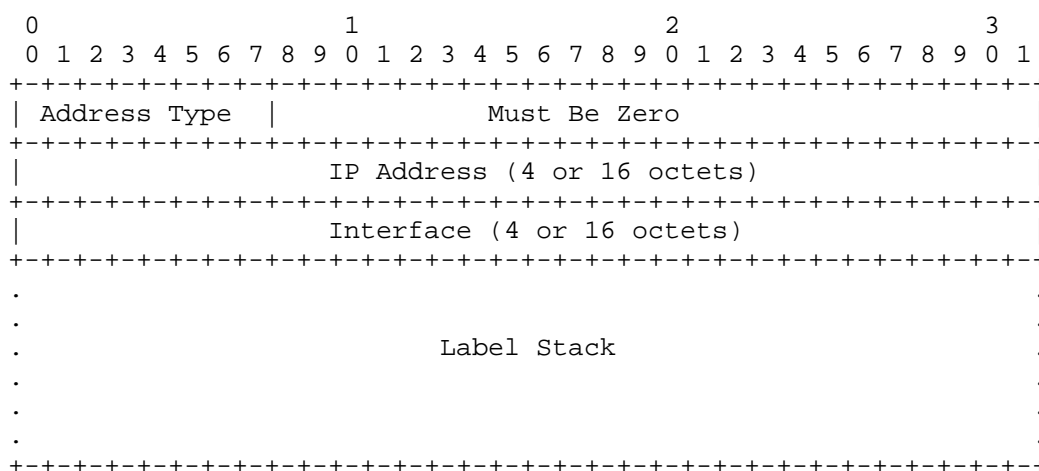 0                   1                   2                   3
 0 1 2 3 4 5 6 7 8 9 0 1 2 3 4 5 6 7 8 9 0 1 2 3 4 5 6 7 8 9 0 1
+-+-+-+-+-+-+-+-+-+-+-+-+-+-+-+-+-+-+-+-+-+-+-+-+-+-+-+-+-+-+-+-
| Address Type  |             Must Be Zero                      |
+-+-+-+-+-+-+-+-+-+-+-+-+-+-+-+-+-+-+-+-+-+-+-+-+-+-+-+-+-+-+-+-
|                   IP Address (4 or 16 octets)                 |
+-+-+-+-+-+-+-+-+-+-+-+-+-+-+-+-+-+-+-+-+-+-+-+-+-+-+-+-+-+-+-+-
|                   Interface (4 or 16 octets)                  |
+-+-+-+-+-+-+-+-+-+-+-+-+-+-+-+-+-+-+-+-+-+-+-+-+-+-+-+-+-+-+-+-
.                                                               .
.                                                               .
.                          Label Stack                          .
.                                                               .
.                                                               .
.                                                               .
+-+-+-+-+-+-+-+-+-+-+-+-+-+-+-+-+-+-+-+-+-+-+-+-+-+-+-+-+-+-+-+-